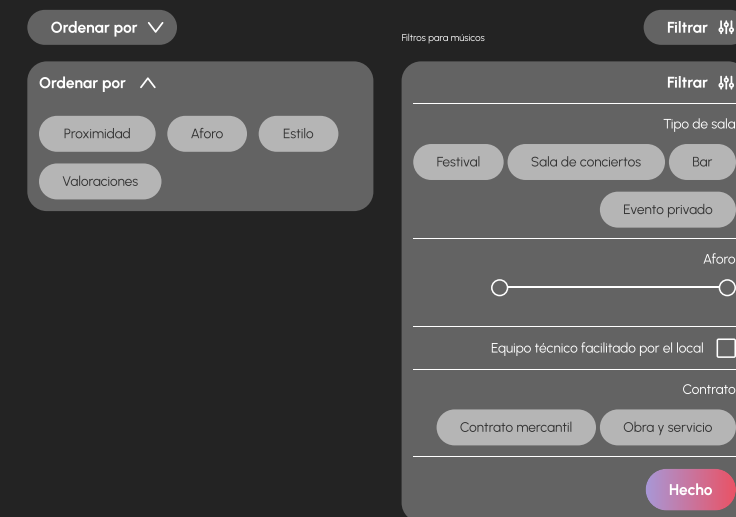 Ordenar por
Ordenar por
Proximidad
Aforo
Estilo
Valoraciones
Filtrar
Filtros para músicos
Filtrar
Tipo de sala
Festival
Sala de conciertos
Bar
Evento privado
Aforo
Equipo técnico facilitado por el local
Contrato
Contrato mercantil
Obra y servicio
Hecho